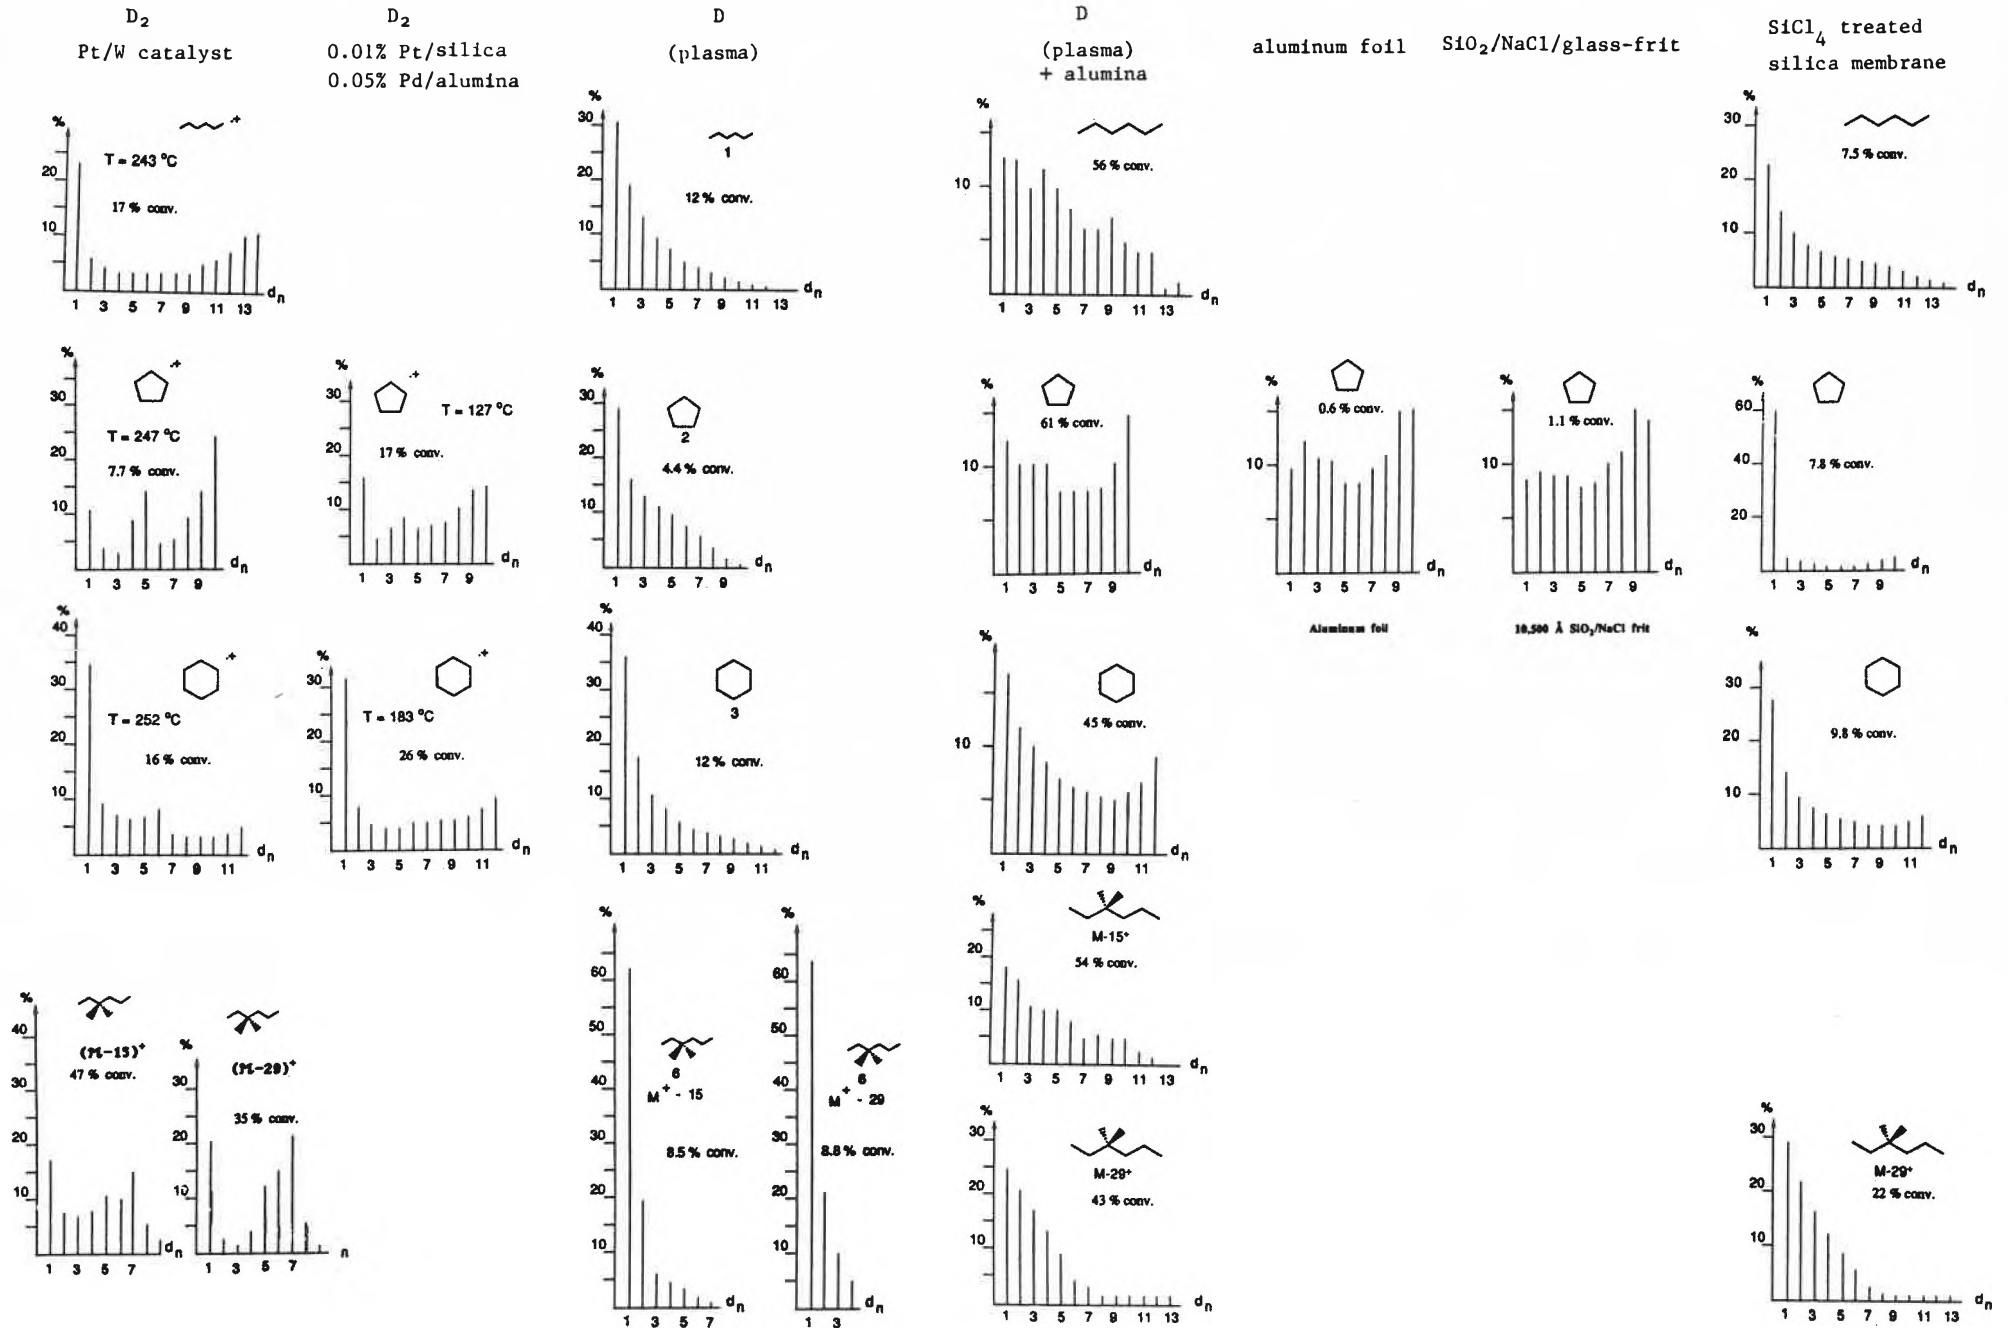 D₂
Pt/W catalyst
D₂
0.01% Pt/silica
0.05% Pd/alumina
D
(plasma)
D
(plasma)
+ alumina
aluminum foil
SiO₂/NaCl/glass-frit
SiCl₄ treated
silica membrane
%
20
10
.+
T = 243 °C
17 % conv.
1 3 5 7 9 11 13
dₙ
%
30
20
10
1
12 % conv.
1 3 5 7 9 11 13
dₙ
%
10
56 % conv.
1 3 5 7 9 11 13
dₙ
%
30
20
10
7.5 % conv.
1 3 5 7 9 11 13
dₙ
%
30
20
10
.+
T = 247 °C
7.7 % conv.
1 3 5 7 9
dₙ
%
30
20
10
.+
T = 127 °C
17 % conv.
1 3 5 7 9
dₙ
%
30
20
10
2
4.4 % conv.
1 3 5 7 9
dₙ
%
10
61 % conv.
1 3 5 7 9
dₙ
%
10
0.6 % conv.
1 3 5 7 9
dₙ
Aluminum foil
%
10
1.1 % conv.
1 3 5 7 9
dₙ
10,500 Å SiO₂/NaCl frit
%
60
40
20
7.8 % conv.
1 3 5 7 9
dₙ
%
40
30
20
10
.+
T = 252 °C
16 % conv.
1 3 5 7 9 11
dₙ
%
30
20
10
.+
T = 183 °C
26 % conv.
1 3 5 7 9 11
dₙ
%
40
30
20
10
3
12 % conv.
1 3 5 7 9 11
dₙ
%
10
45 % conv.
1 3 5 7 9 11
dₙ
%
30
20
10
9.8 % conv.
1 3 5 7 9 11
dₙ
%
40
30
20
10
(M-15)⁺
47 % conv.
1 3 5 7
dₙ
%
30
20
10
(M-29)⁺
35 % conv.
1 3 5 7
n
%
60
50
40
30
20
10
6
M⁺ - 15
8.5 % conv.
1 3 5 7
dₙ
%
60
50
40
30
20
10
6
M⁺ - 29
8.8 % conv.
1 3
dₙ
%
20
10
M-15⁺
54 % conv.
1 3 5 7 9 11 13
dₙ
%
30
20
10
M-29⁺
43 % conv.
1 3 5 7 9 11 13
dₙ
%
30
20
10
M-29⁺
22 % conv.
1 3 5 7 9 11 13
dₙ